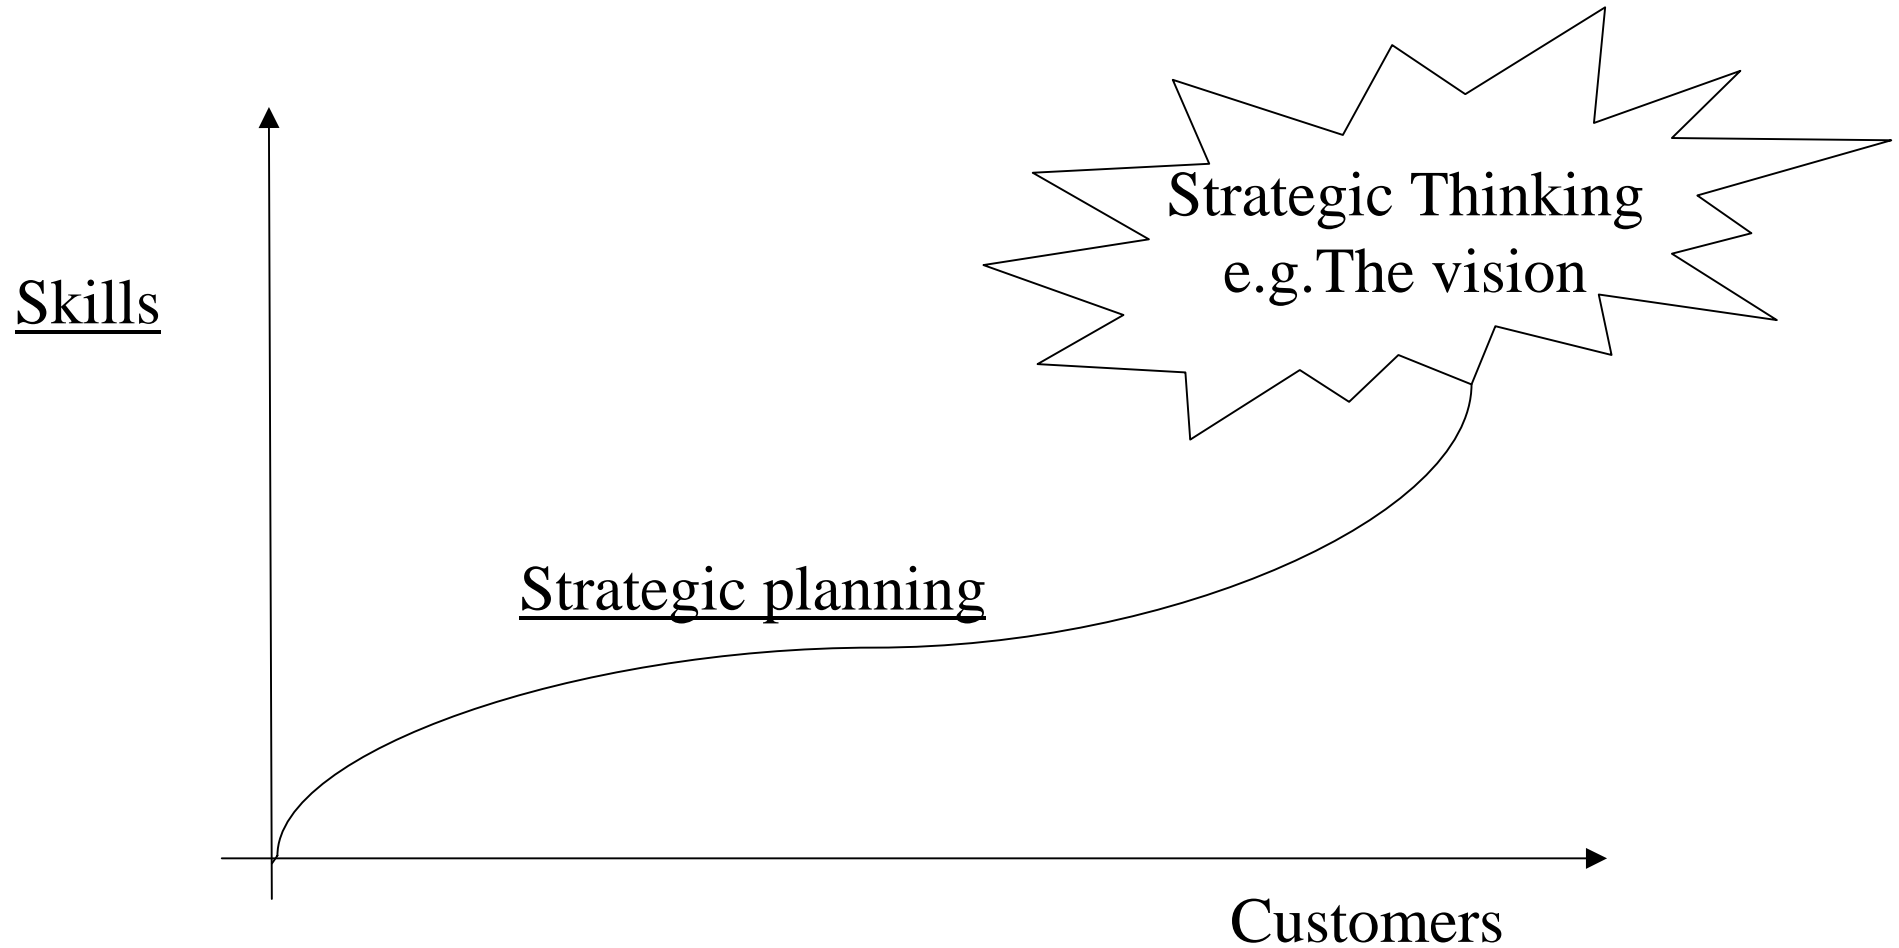 Strategic Thinking
e.g.The vision
Skills
Strategic planning
Customers